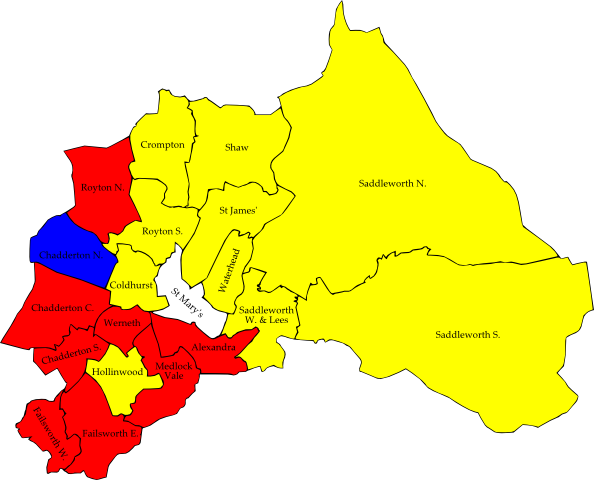 Crompton
Shaw
Royton N.
Saddleworth N.
St James'
Royton S.
Chadderton N.
Waterhead
Coldhurst
St Mary's
Chadderton C.
Saddleworth
W. & Lees
Werneth
Saddleworth S.
Alexandra
Chadderton S.
Medlock
Vale
Hollinwood
Failsworth W.
Failsworth E.